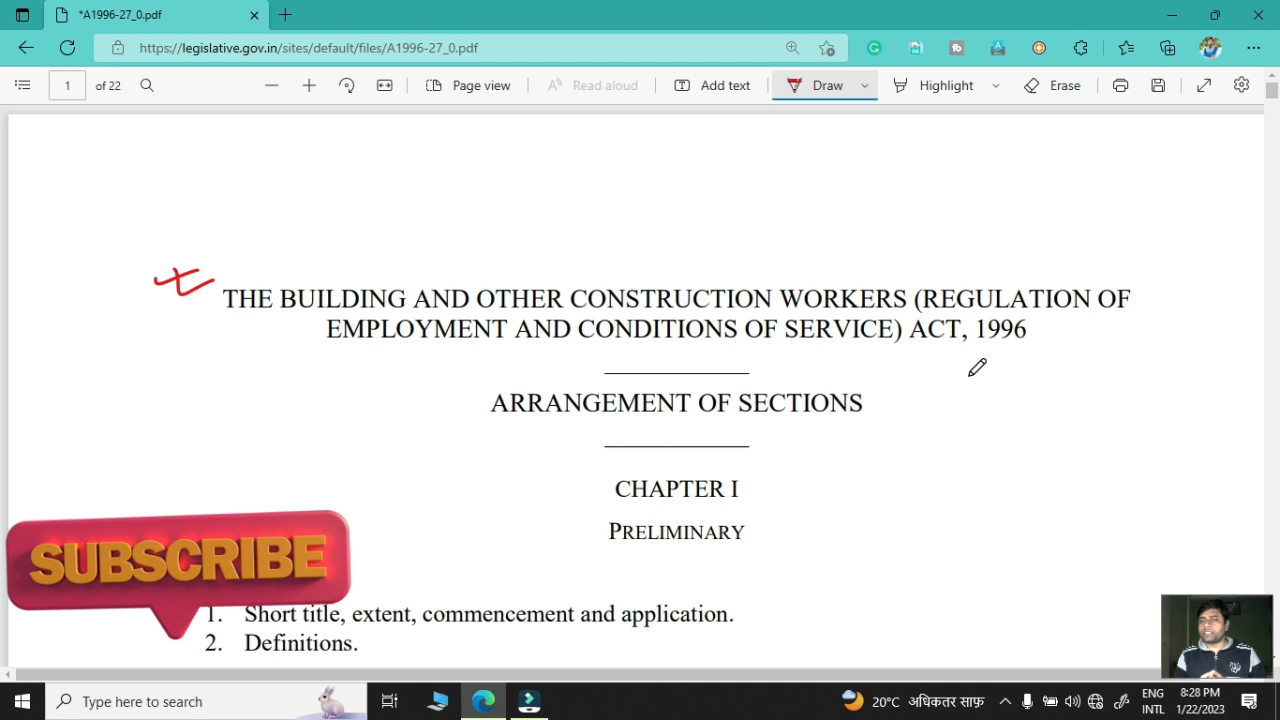 *A1996-27_0.pdf
https://legislative.gov.in/sites/default/files/A1996-27_0.pdf
1 of 22
Page view
Read aloud
Add text
Draw
Highlight
Erase
THE BUILDING AND OTHER CONSTRUCTION WORKERS (REGULATION OF
EMPLOYMENT AND CONDITIONS OF SERVICE) ACT, 1996
ARRANGEMENT OF SECTIONS
CHAPTER I
PRELIMINARY
SUBSCRIBE
1. Short title, extent, commencement and application.
2. Definitions.
Type here to search
20°C अधिकतर साफ़
ENG
INTL
8:28 PM
1/22/2023